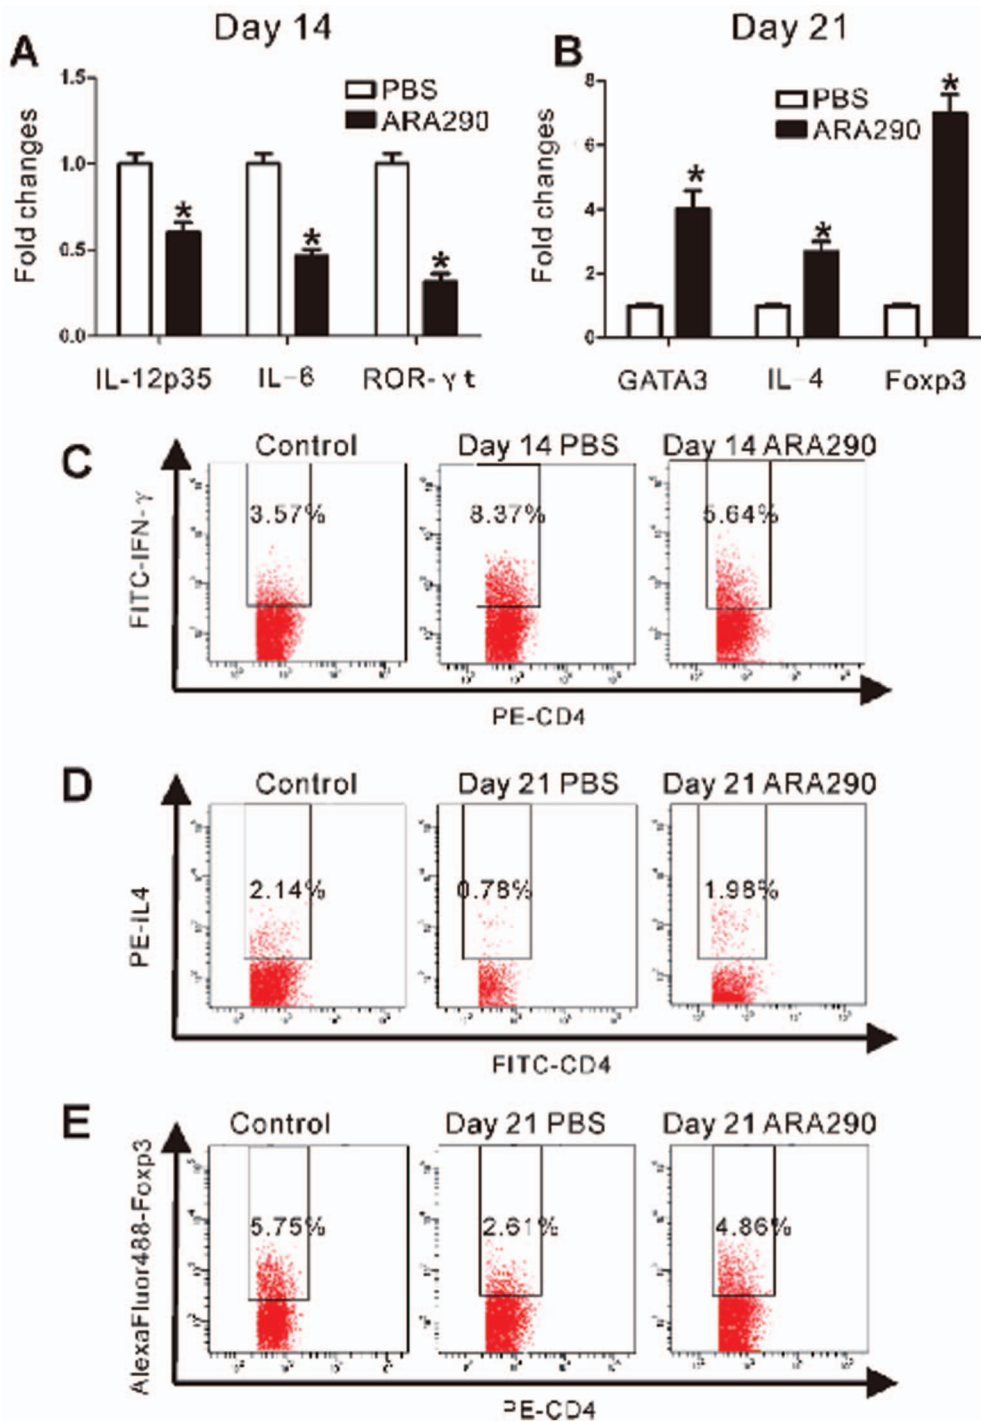 Day 14
Day 21
A
B
PBS
ARA290
PBS
ARA290
Fold changes
1.5
1.0
0.5
0.0
* * *
IL-12p35 IL-6 ROR-γt
Fold changes
8
6
4
2
0
* * *
GATA3 IL-4 Foxp3
C
Control Day 14 PBS Day 14 ARA290
3.57% 8.37% 5.64%
FITC-IFN-γ
PE-CD4
D
Control Day 21 PBS Day 21 ARA290
2.14% 0.78% 1.98%
PE-IL4
FITC-CD4
E
Control Day 21 PBS Day 21 ARA290
5.75% 2.61% 4.86%
AlexaFluor488-Foxp3
PE-CD4